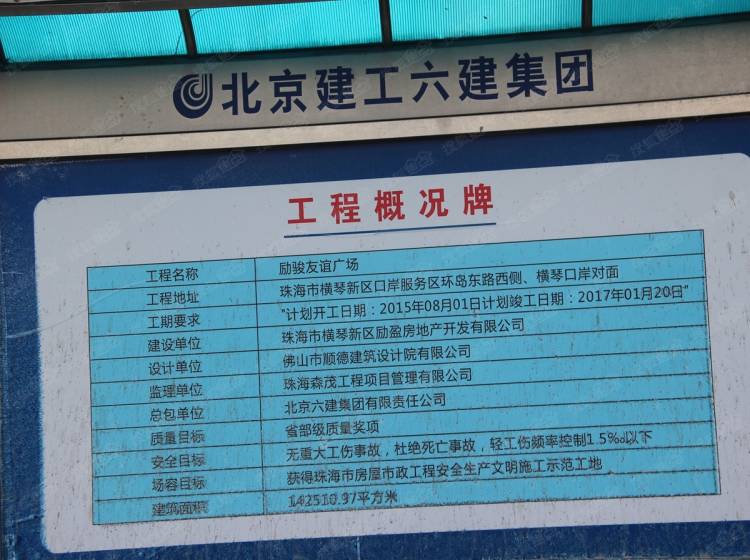 北京建工六建集团
工程概况牌
工程名称 励骏友谊广场
工程地址 珠海市横琴新区口岸服务区环岛东路西侧、横琴口岸对面
工期要求 "计划开工日期：2015年08月01日计划竣工日期：2017年01月20日"
建设单位 珠海市横琴新区励盈房地产开发有限公司
设计单位 佛山市顺德建筑设计院有限公司
监理单位 珠海森茂工程项目管理有限公司
总包单位 北京六建集团有限责任公司
质量目标 省部级质量奖项
安全目标 无重大工伤事故，杜绝死亡事故，轻工伤频率控制1.5‰以下
场容目标 获得珠海市房屋市政工程安全生产文明施工示范工地
建筑面积 142510.97平方米